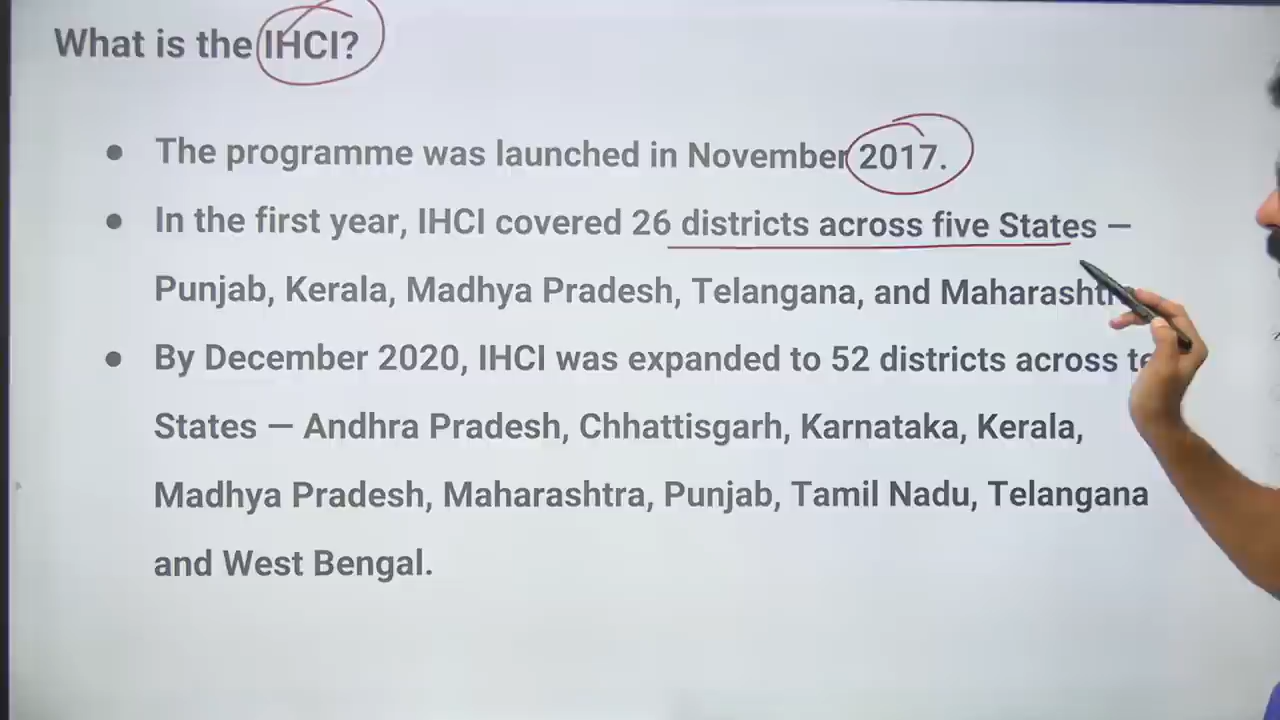 What is the IHCI?
● The programme was launched in November 2017.
● In the first year, IHCI covered 26 districts across five States —
Punjab, Kerala, Madhya Pradesh, Telangana, and Maharashtr
● By December 2020, IHCI was expanded to 52 districts across te
States — Andhra Pradesh, Chhattisgarh, Karnataka, Kerala,
Madhya Pradesh, Maharashtra, Punjab, Tamil Nadu, Telangana
and West Bengal.